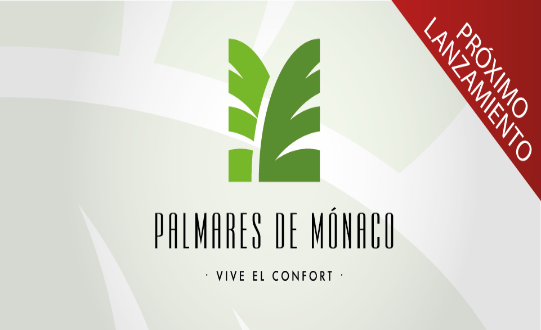 PRÓXIMO
LANZAMIENTO
PALMARES DE MÓNACO
· VIVE EL CONFORT ·